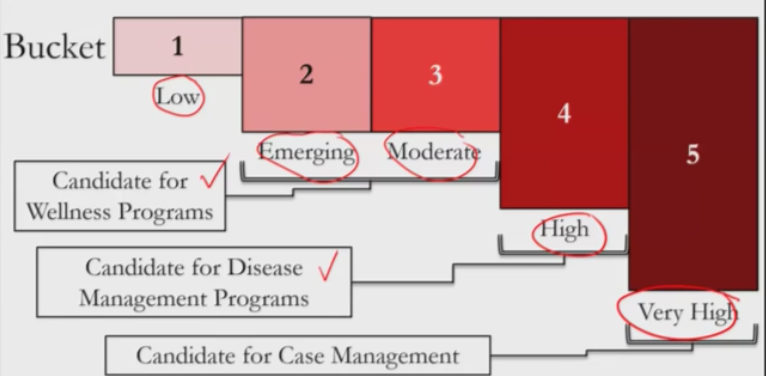 Bucket 1 2 3 4 5
Low
Emerging Moderate
Candidate for
Wellness Programs
High
Candidate for Disease
Management Programs
Very High
Candidate for Case Management